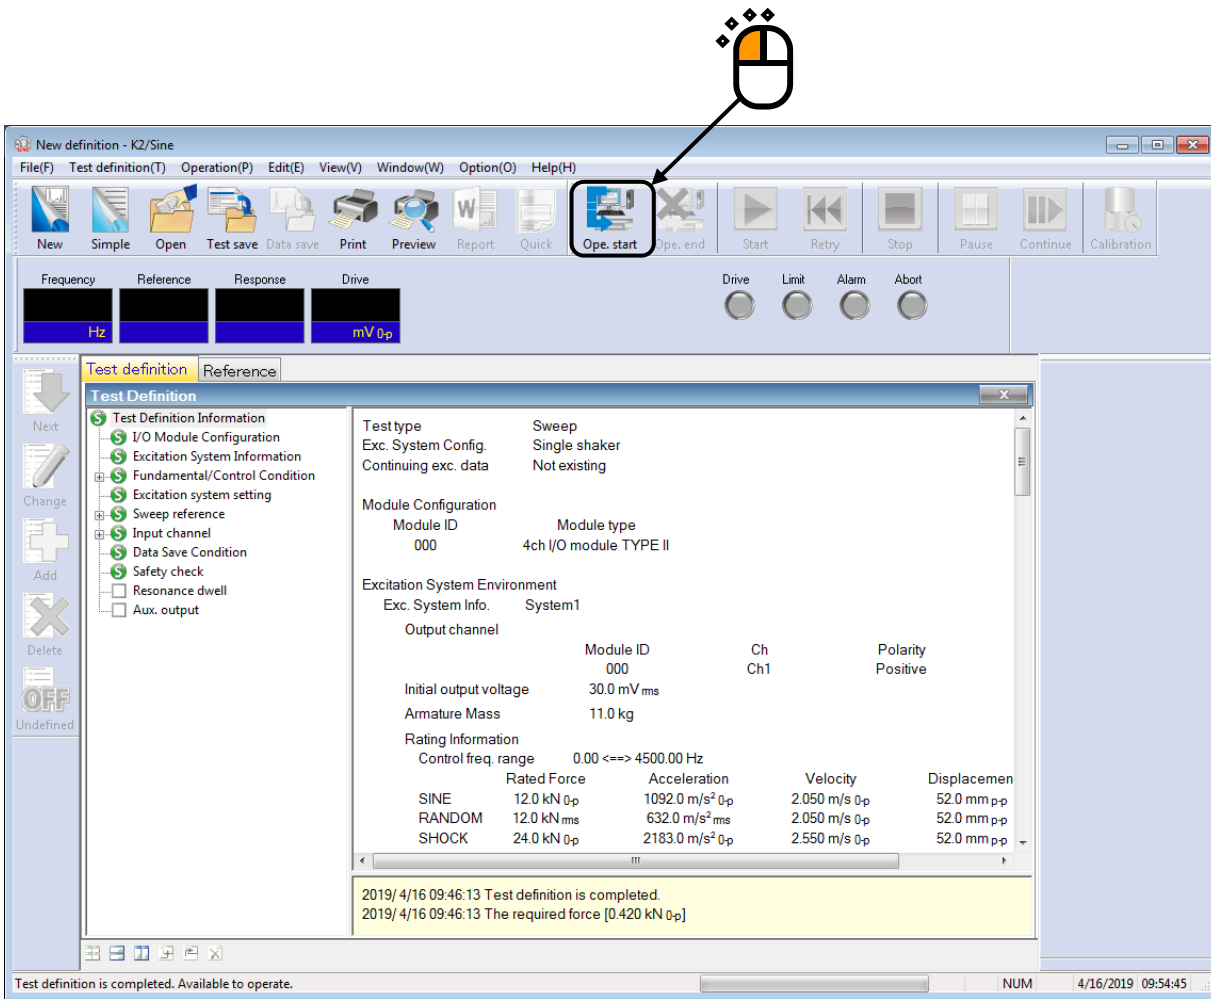 New definition - K2/Sine
File(F) Test definition(T) Operation(P) Edit(E) View(V) Window(W) Option(O) Help(H)
New Simple Open Test save Data save Print Preview Report Quick Ope. start Ope. end Start Retry Stop Pause Continue Calibration
Frequency Reference Response Drive Drive Limit Alarm Abort
Hz mV 0-p
Test definition Reference
Test Definition
Next
Change
Add
Delete
OFF
Undefined
Test Definition Information
I/O Module Configuration
Excitation System Information
Fundamental/Control Condition
Excitation system setting
Sweep reference
Input channel
Data Save Condition
Safety check
Resonance dwell
Aux. output
Test type Sweep
Exc. System Config. Single shaker
Continuing exc. data Not existing
Module Configuration
Module ID Module type
000 4ch I/O module TYPE II
Excitation System Environment
Exc. System Info. System1
Output channel
Module ID Ch Polarity
000 Ch1 Positive
Initial output voltage 30.0 mV rms
Armature Mass 11.0 kg
Rating Information
Control freq. range 0.00 <==> 4500.00 Hz
Rated Force Acceleration Velocity Displacemen
SINE 12.0 kN 0-p 1092.0 m/s² 0-p 2.050 m/s 0-p 52.0 mm p-p
RANDOM 12.0 kN rms 632.0 m/s² rms 2.050 m/s 0-p 52.0 mm p-p
SHOCK 24.0 kN 0-p 2183.0 m/s² 0-p 2.550 m/s 0-p 52.0 mm p-p
2019/ 4/16 09:46:13 Test definition is completed.
2019/ 4/16 09:46:13 The required force [0.420 kN 0-p]
Test definition is completed. Available to operate. NUM 4/16/2019 09:54:45